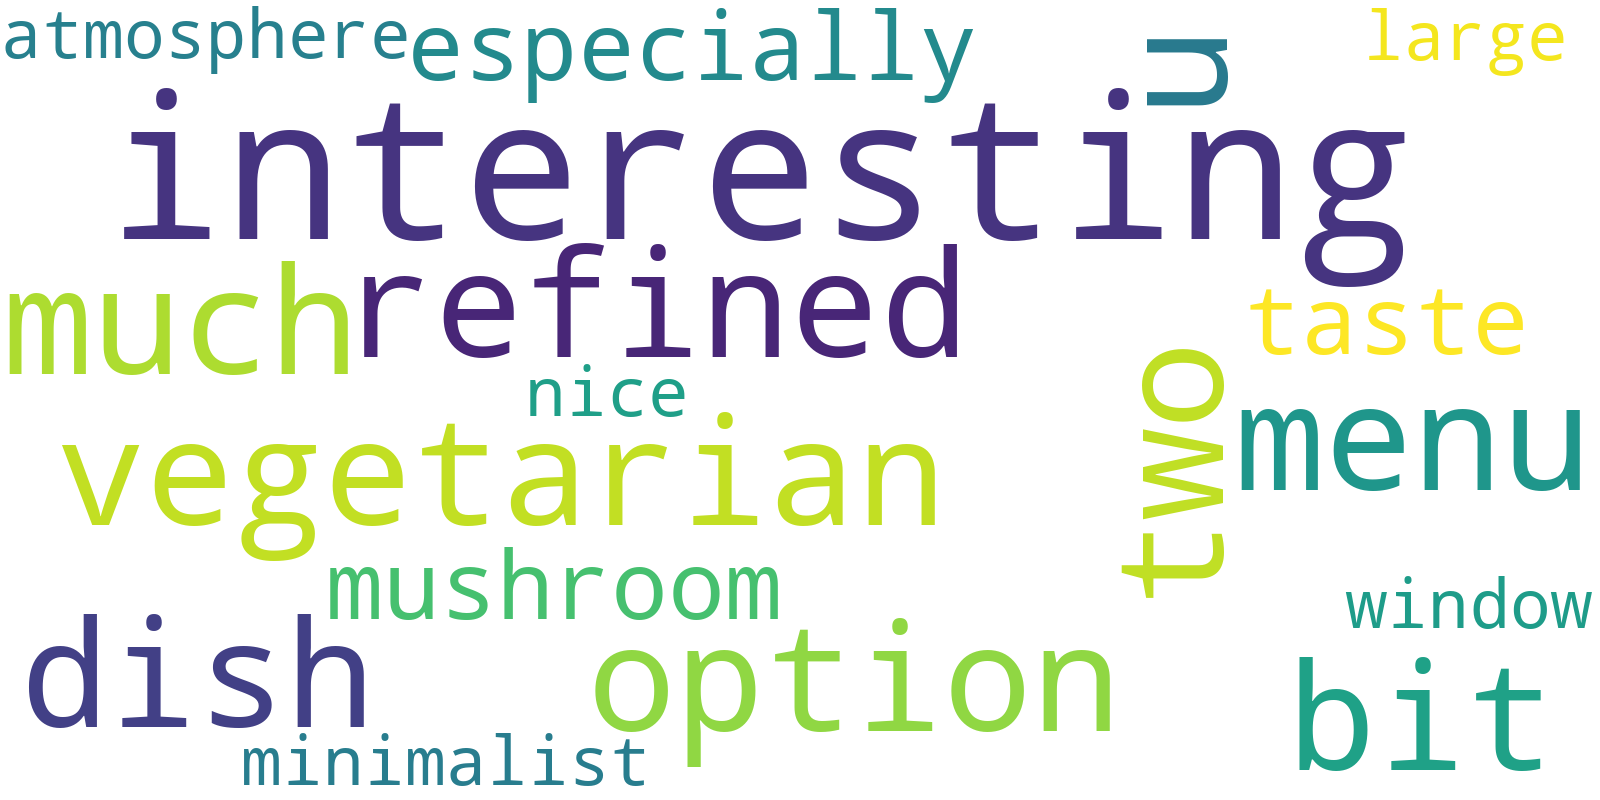 atmosphere
especially
u
large
interesting
much
refined
taste
nice
two
menu
vegetarian
mushroom
window
dish
option
bit
minimalist